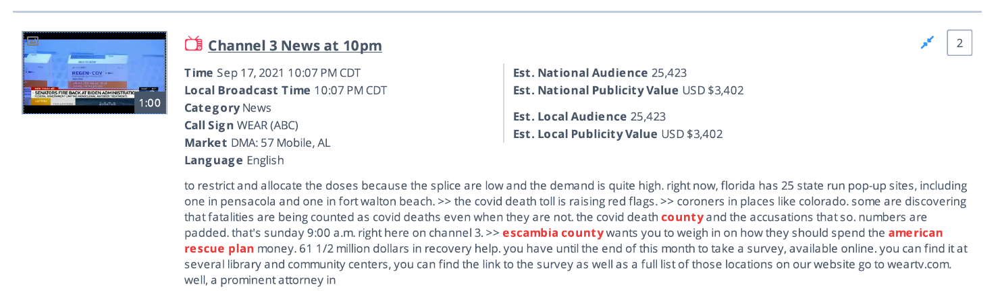 REGEN-COV
SENATORS FIRE BACK AT BIDEN ADMINISTRATION
FEDERAL GOVERNMENT LIMITING MONOCLONAL ANTIBODY TREATMENTS
1:00
Channel 3 News at 10pm
2
Time Sep 17, 2021 10:07 PM CDT
Local Broadcast Time 10:07 PM CDT
Category News
Call Sign WEAR (ABC)
Market DMA: 57 Mobile, AL
Language English
Est. National Audience 25,423
Est. National Publicity Value USD $3,402
Est. Local Audience 25,423
Est. Local Publicity Value USD $3,402
to restrict and allocate the doses because the splice are low and the demand is quite high. right now, florida has 25 state run pop-up sites, including
one in pensacola and one in fort walton beach. >> the covid death toll is raising red flags. >> coroners in places like colorado. some are discovering
that fatalities are being counted as covid deaths even when they are not. the covid death county and the accusations that so. numbers are
padded. that's sunday 9:00 a.m. right here on channel 3. >> escambia county wants you to weigh in on how they should spend the american
rescue plan money. 61 1/2 million dollars in recovery help. you have until the end of this month to take a survey, available online. you can find it at
several library and community centers, you can find the link to the survey as well as a full list of those locations on our website go to weartv.com.
well, a prominent attorney in